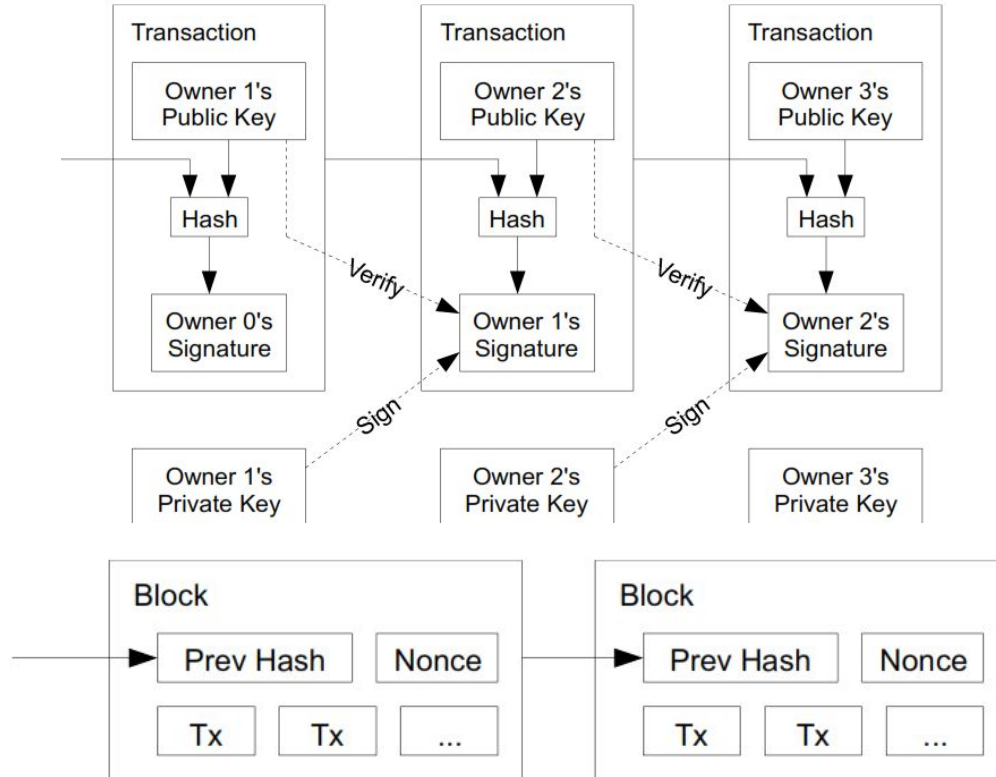 Transaction
Owner 1's
Public Key
Hash
Verify
Owner 0's
Signature
Transaction
Owner 2's
Public Key
Hash
Verify
Owner 1's
Signature
Sign
Transaction
Owner 3's
Public Key
Hash
Owner 2's
Signature
Sign
Owner 1's
Private Key
Owner 2's
Private Key
Owner 3's
Private Key
Block
Prev Hash
Nonce
Tx
Tx
...
Block
Prev Hash
Nonce
Tx
Tx
...